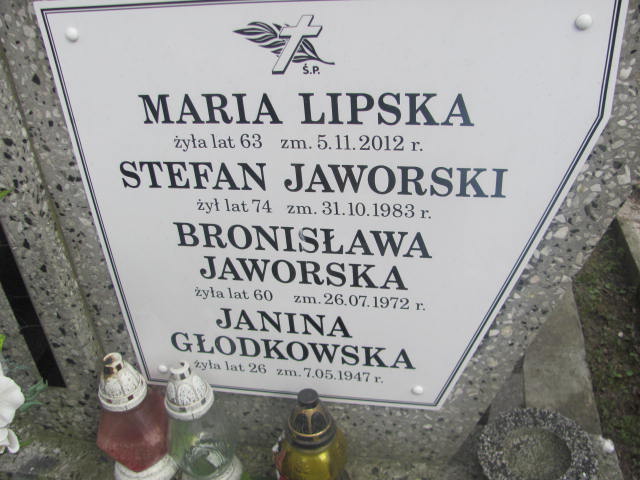 Ś.P.
MARIA LIPSKA
żyła lat 63 zm. 5.11.2012 r.
STEFAN JAWORSKI
żył lat 74 zm. 31.10.1983 r.
BRONISŁAWA
JAWORSKA
żyła lat 60 zm. 26.07.1972 r.
JANINA
GŁODKOWSKA
żyła lat 26 zm. 7.05.1947 r.